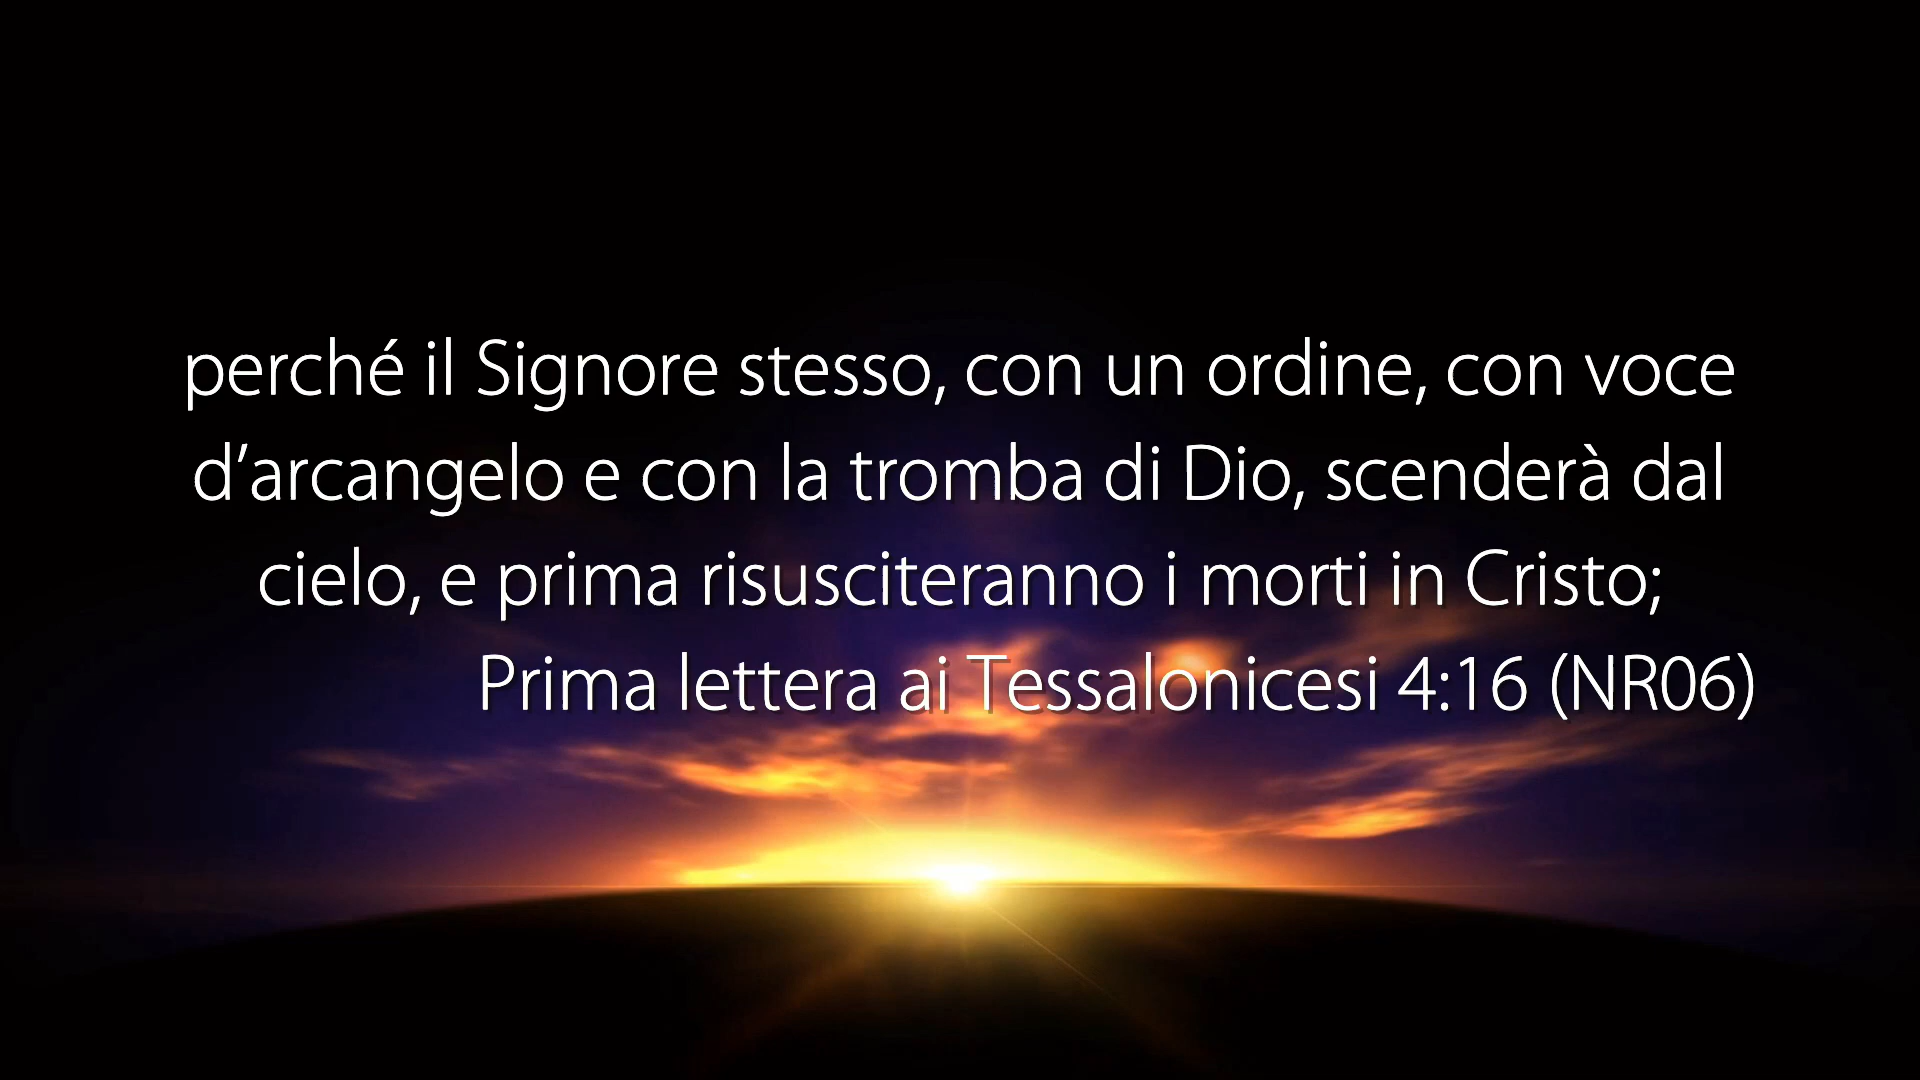 perché il Signore stesso, con un ordine, con voce
d’arcangelo e con la tromba di Dio, scenderà dal
cielo, e prima risusciteranno i morti in Cristo;
Prima lettera ai Tessalonicesi 4:16 (NR06)